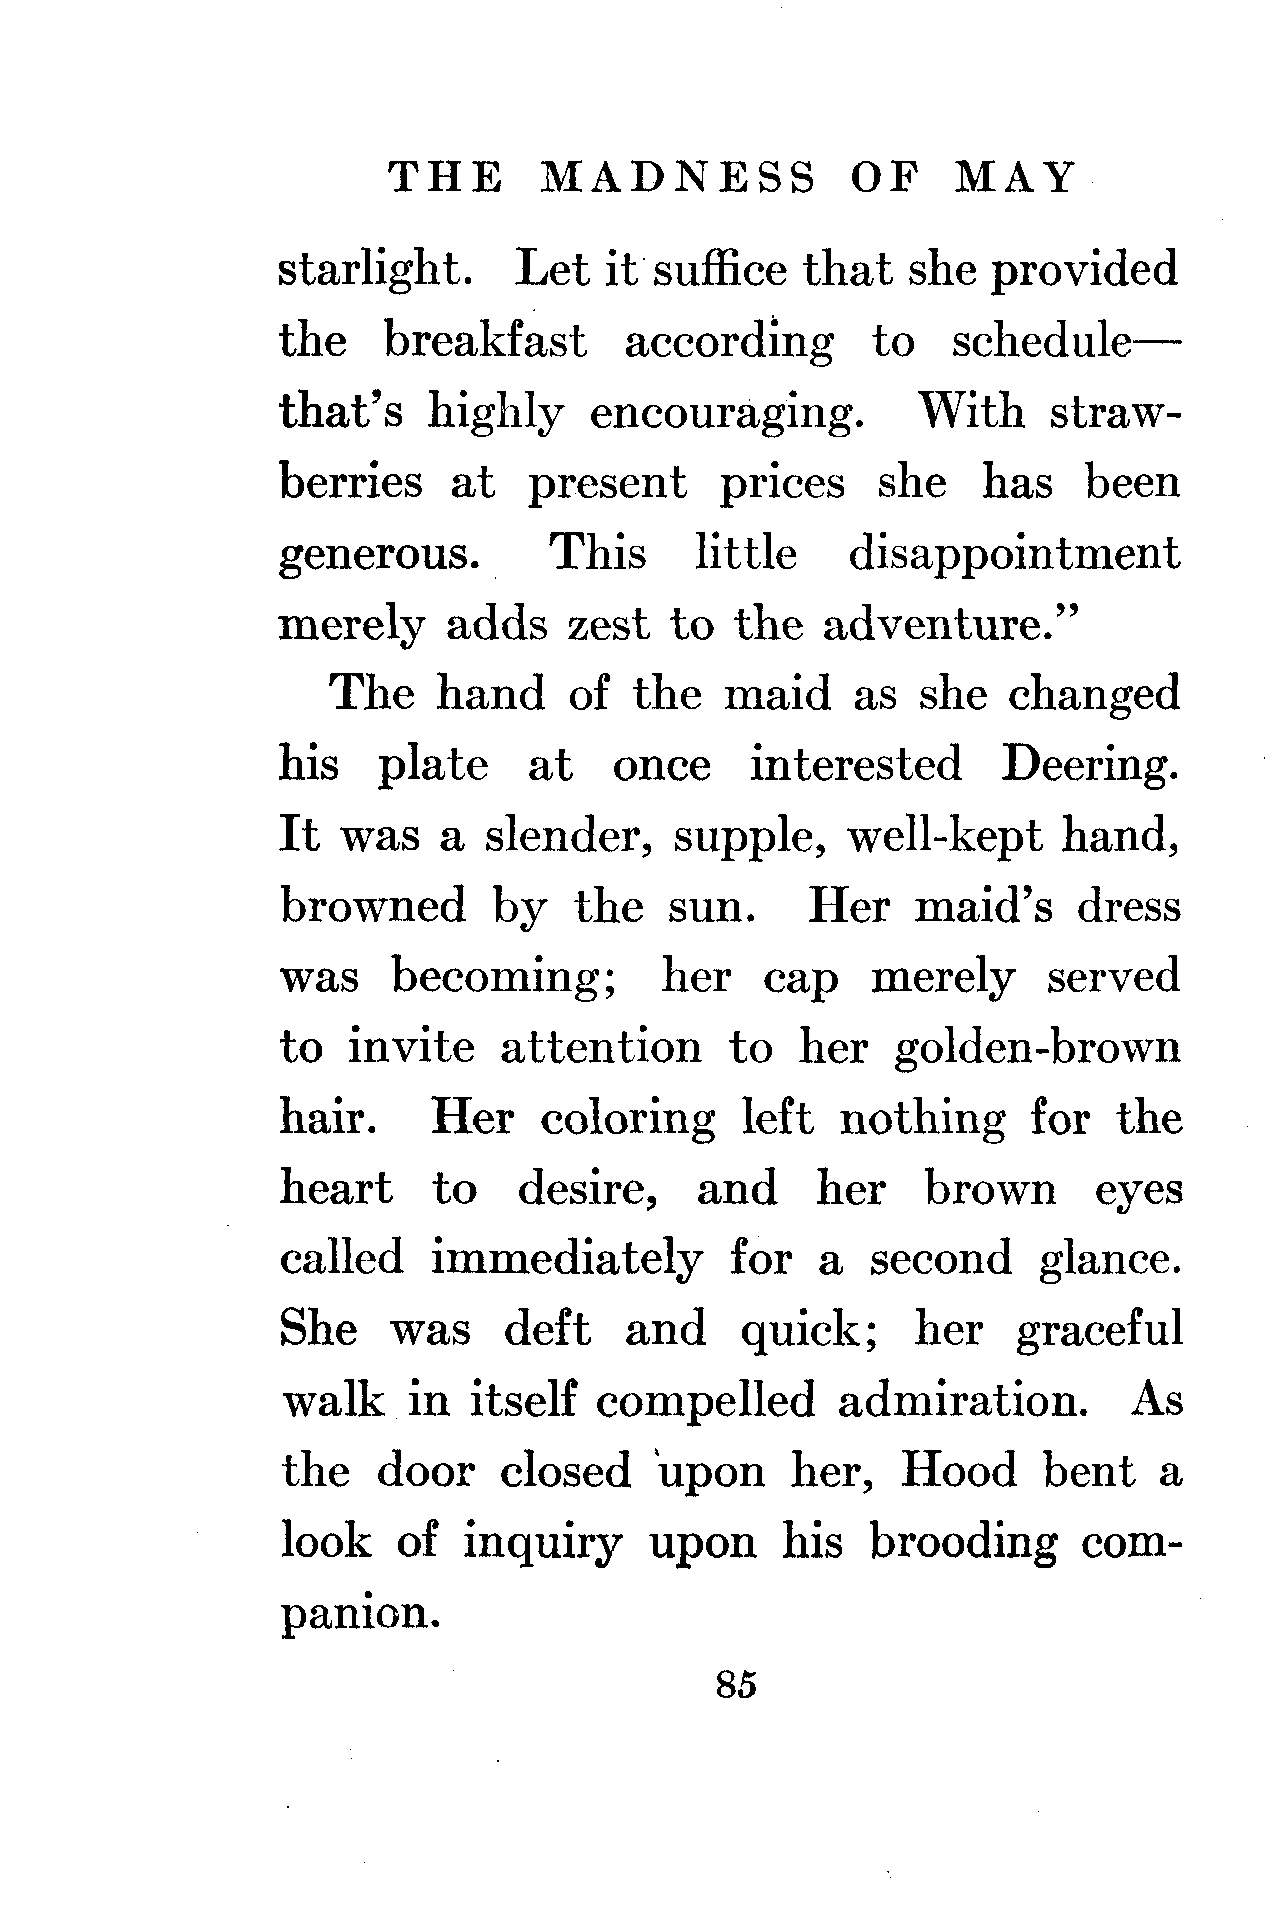 THE MADNESS OF MAY
starlight. Let it suffice that she provided
the breakfast according to schedule—
that's highly encouraging. With straw-
berries at present prices she has been
generous. This little disappointment
merely adds zest to the adventure.”
The hand of the maid as she changed
his plate at once interested Deering.
It was a slender, supple, well-kept hand,
browned by the sun. Her maid's dress
was becoming; her cap merely served
to invite attention to her golden-brown
hair. Her coloring left nothing for the
heart to desire, and her brown eyes
called immediately for a second glance.
She was deft and quick; her graceful
walk in itself compelled admiration. As
the door closed upon her, Hood bent a
look of inquiry upon his brooding com-
panion.
85